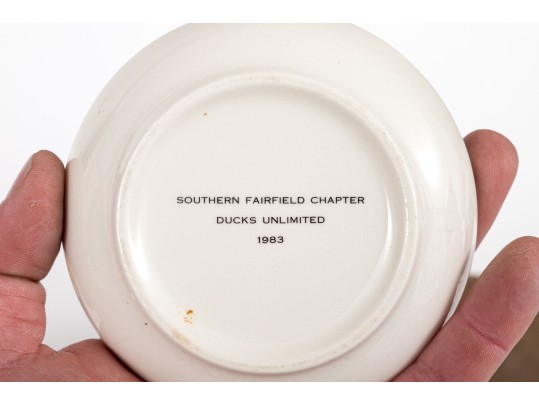 SOUTHERN FAIRFIELD CHAPTER
DUCKS UNLIMITED
1983